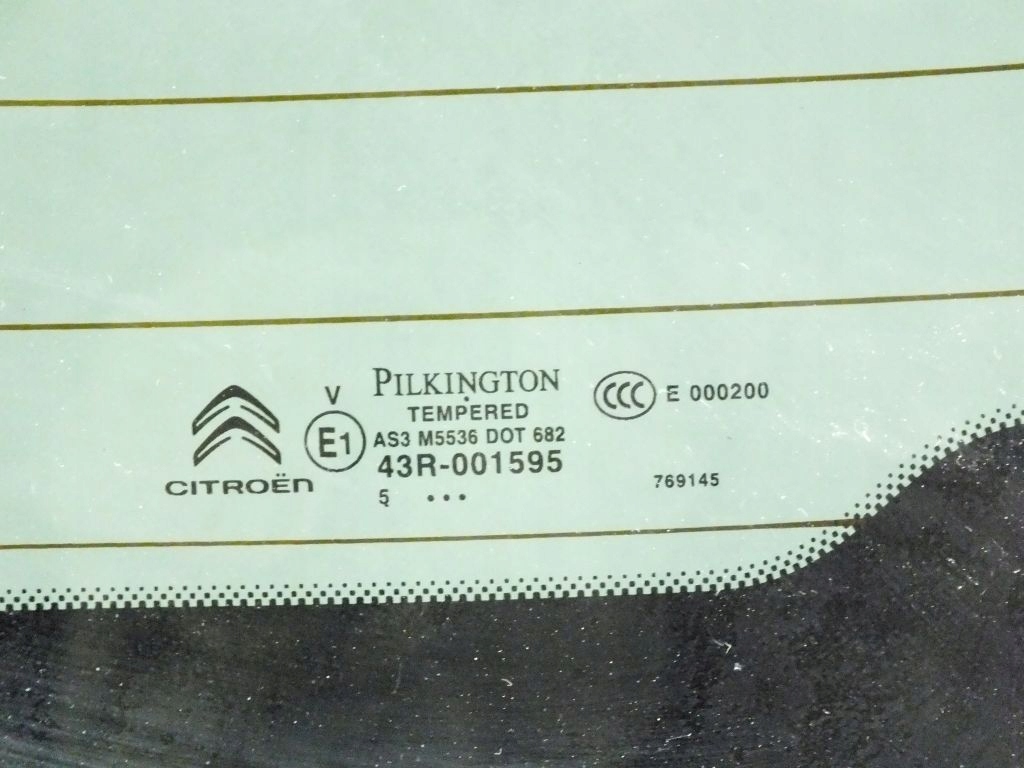 V
PILKINGTON
TEMPERED
E1
AS3 M5536 DOT 682
43R-001595
5 ...
CITROËN
CCC E 000200
769145